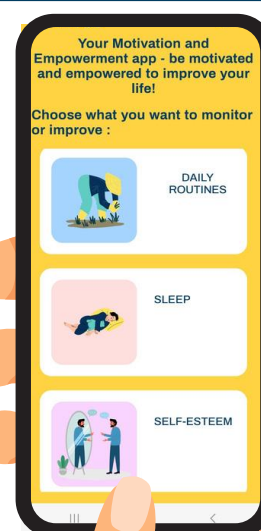 Your Motivation and
Empowerment app - be motivated
and empowered to improve your
life!
Choose what you want to monitor
or improve :
DAILY
ROUTINES
SLEEP
SELF-ESTEEM